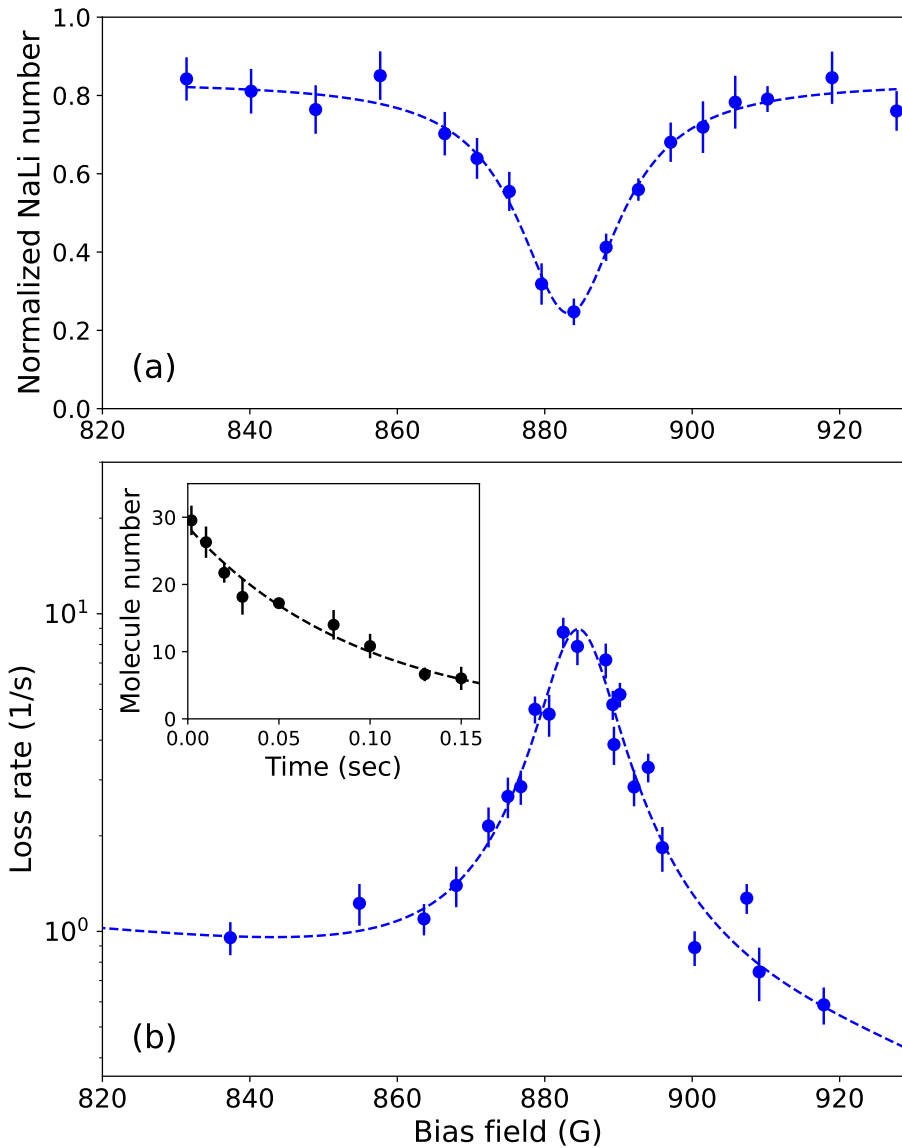 Normalized NaLi number
1.0
0.8
0.6
0.4
0.2
0.0
(a)
820 840 860 880 900 920
Loss rate (1/s)
10¹
10⁰
Molecule number
30
20
10
0
0.00 0.05 0.10 0.15
Time (sec)
(b)
820 840 860 880 900 920
Bias field (G)